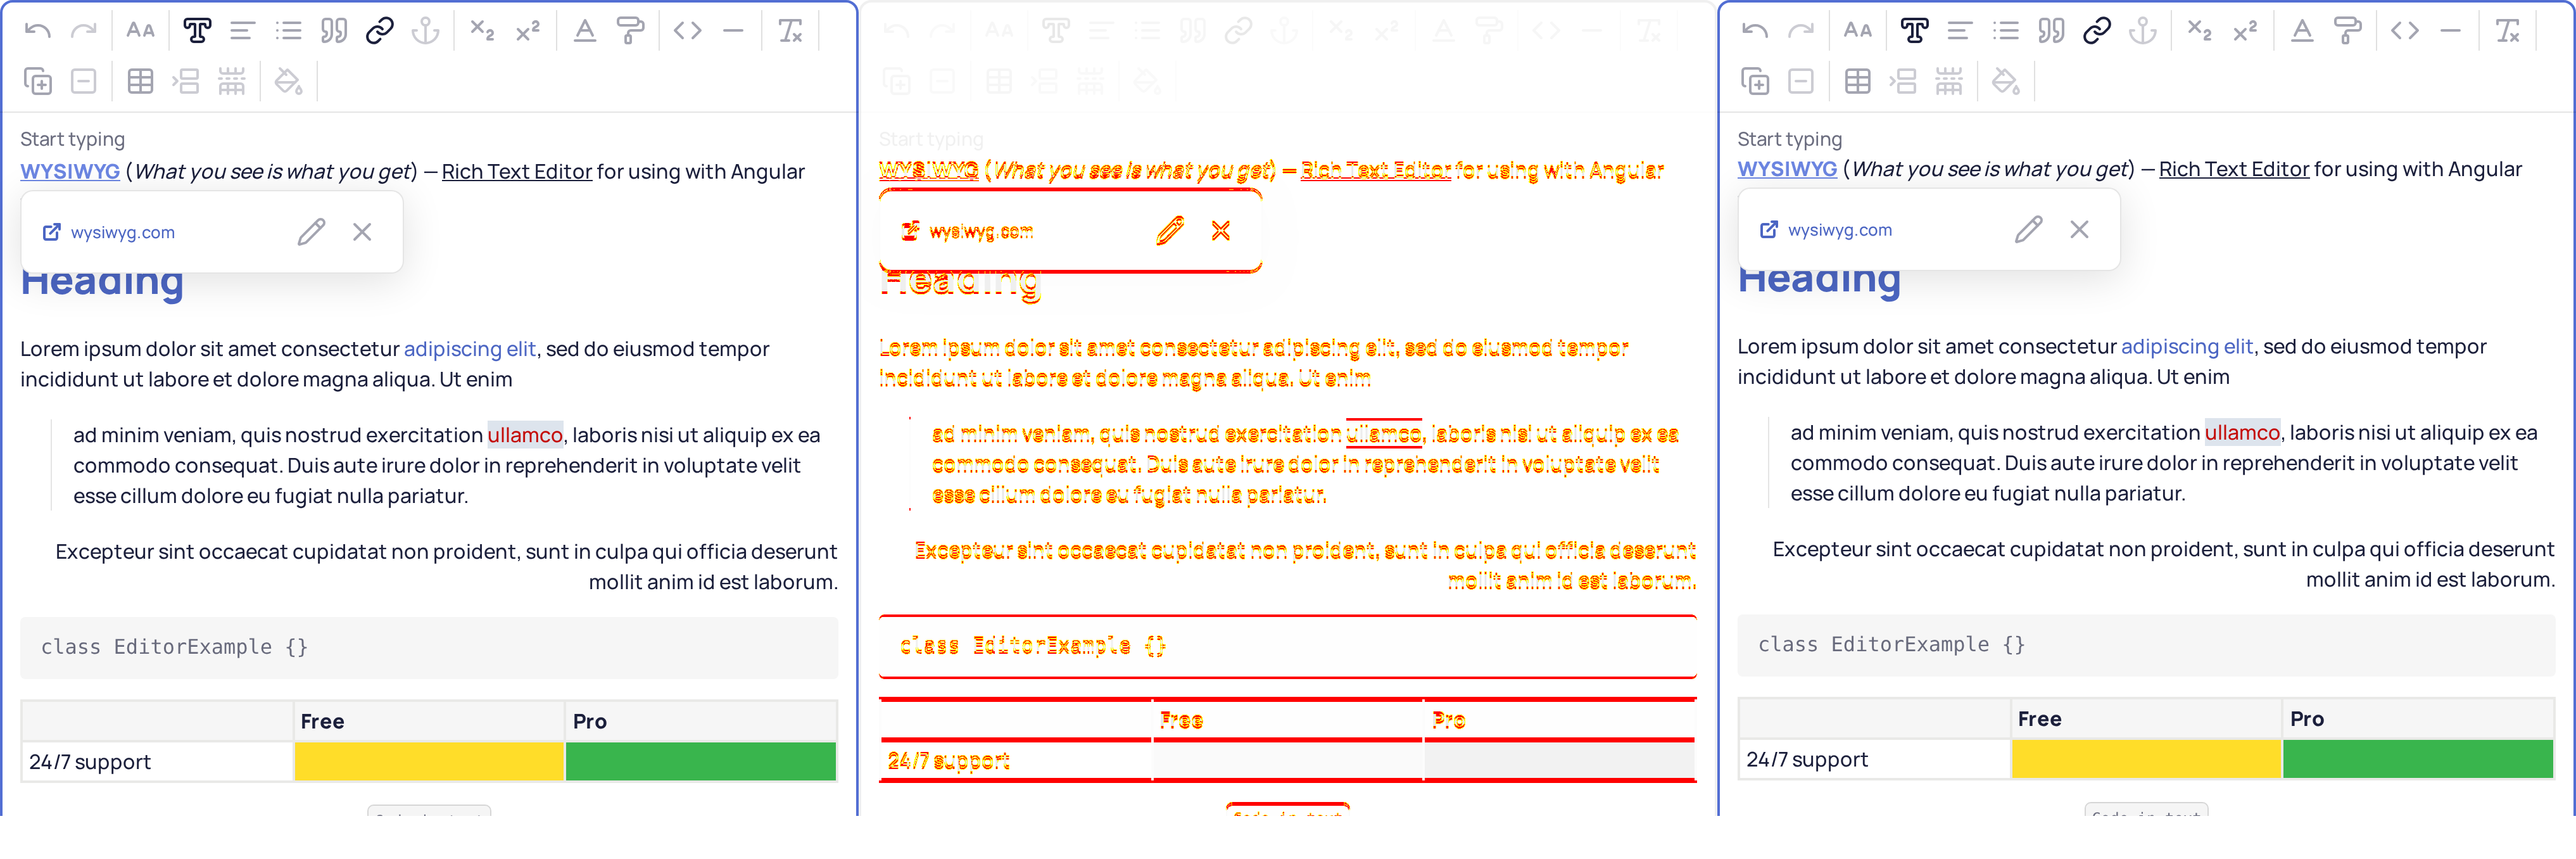 Start typing
WYSIWYG (What you see is what you get) — Rich Text Editor for using with Angular
wysiwyg.com
Heading
Lorem ipsum dolor sit amet consectetur adipiscing elit, sed do eiusmod tempor
incididunt ut labore et dolore magna aliqua. Ut enim
ad minim veniam, quis nostrud exercitation ullamco, laboris nisi ut aliquip ex ea
commodo consequat. Duis aute irure dolor in reprehenderit in voluptate velit
esse cillum dolore eu fugiat nulla pariatur.
Excepteur sint occaecat cupidatat non proident, sunt in culpa qui officia deserunt
mollit anim id est laborum.
class EditorExample {}
Free Pro
24/7 support
Start typing
WYSIWYG (What you see is what you get) — Rich Text Editor for using with Angular
wysiwyg.com
Heading
Lorem ipsum dolor sit amet consectetur adipiscing elit, sed do eiusmod tempor
incididunt ut labore et dolore magna aliqua. Ut enim
ad minim veniam, quis nostrud exercitation ullamco, laboris nisi ut aliquip ex ea
commodo consequat. Duis aute irure dolor in reprehenderit in voluptate velit
esse cillum dolore eu fugiat nulla pariatur.
Excepteur sint occaecat cupidatat non proident, sunt in culpa qui officia deserunt
mollit anim id est laborum.
class EditorExample {}
Free Pro
24/7 support
Code in text
Start typing
WYSIWYG (What you see is what you get) — Rich Text Editor for using with Angular
wysiwyg.com
Heading
Lorem ipsum dolor sit amet consectetur adipiscing elit, sed do eiusmod tempor
incididunt ut labore et dolore magna aliqua. Ut enim
ad minim veniam, quis nostrud exercitation ullamco, laboris nisi ut aliquip ex ea
commodo consequat. Duis aute irure dolor in reprehenderit in voluptate velit
esse cillum dolore eu fugiat nulla pariatur.
Excepteur sint occaecat cupidatat non proident, sunt in culpa qui officia deserunt
mollit anim id est laborum.
class EditorExample {}
Free Pro
24/7 support
Code in text